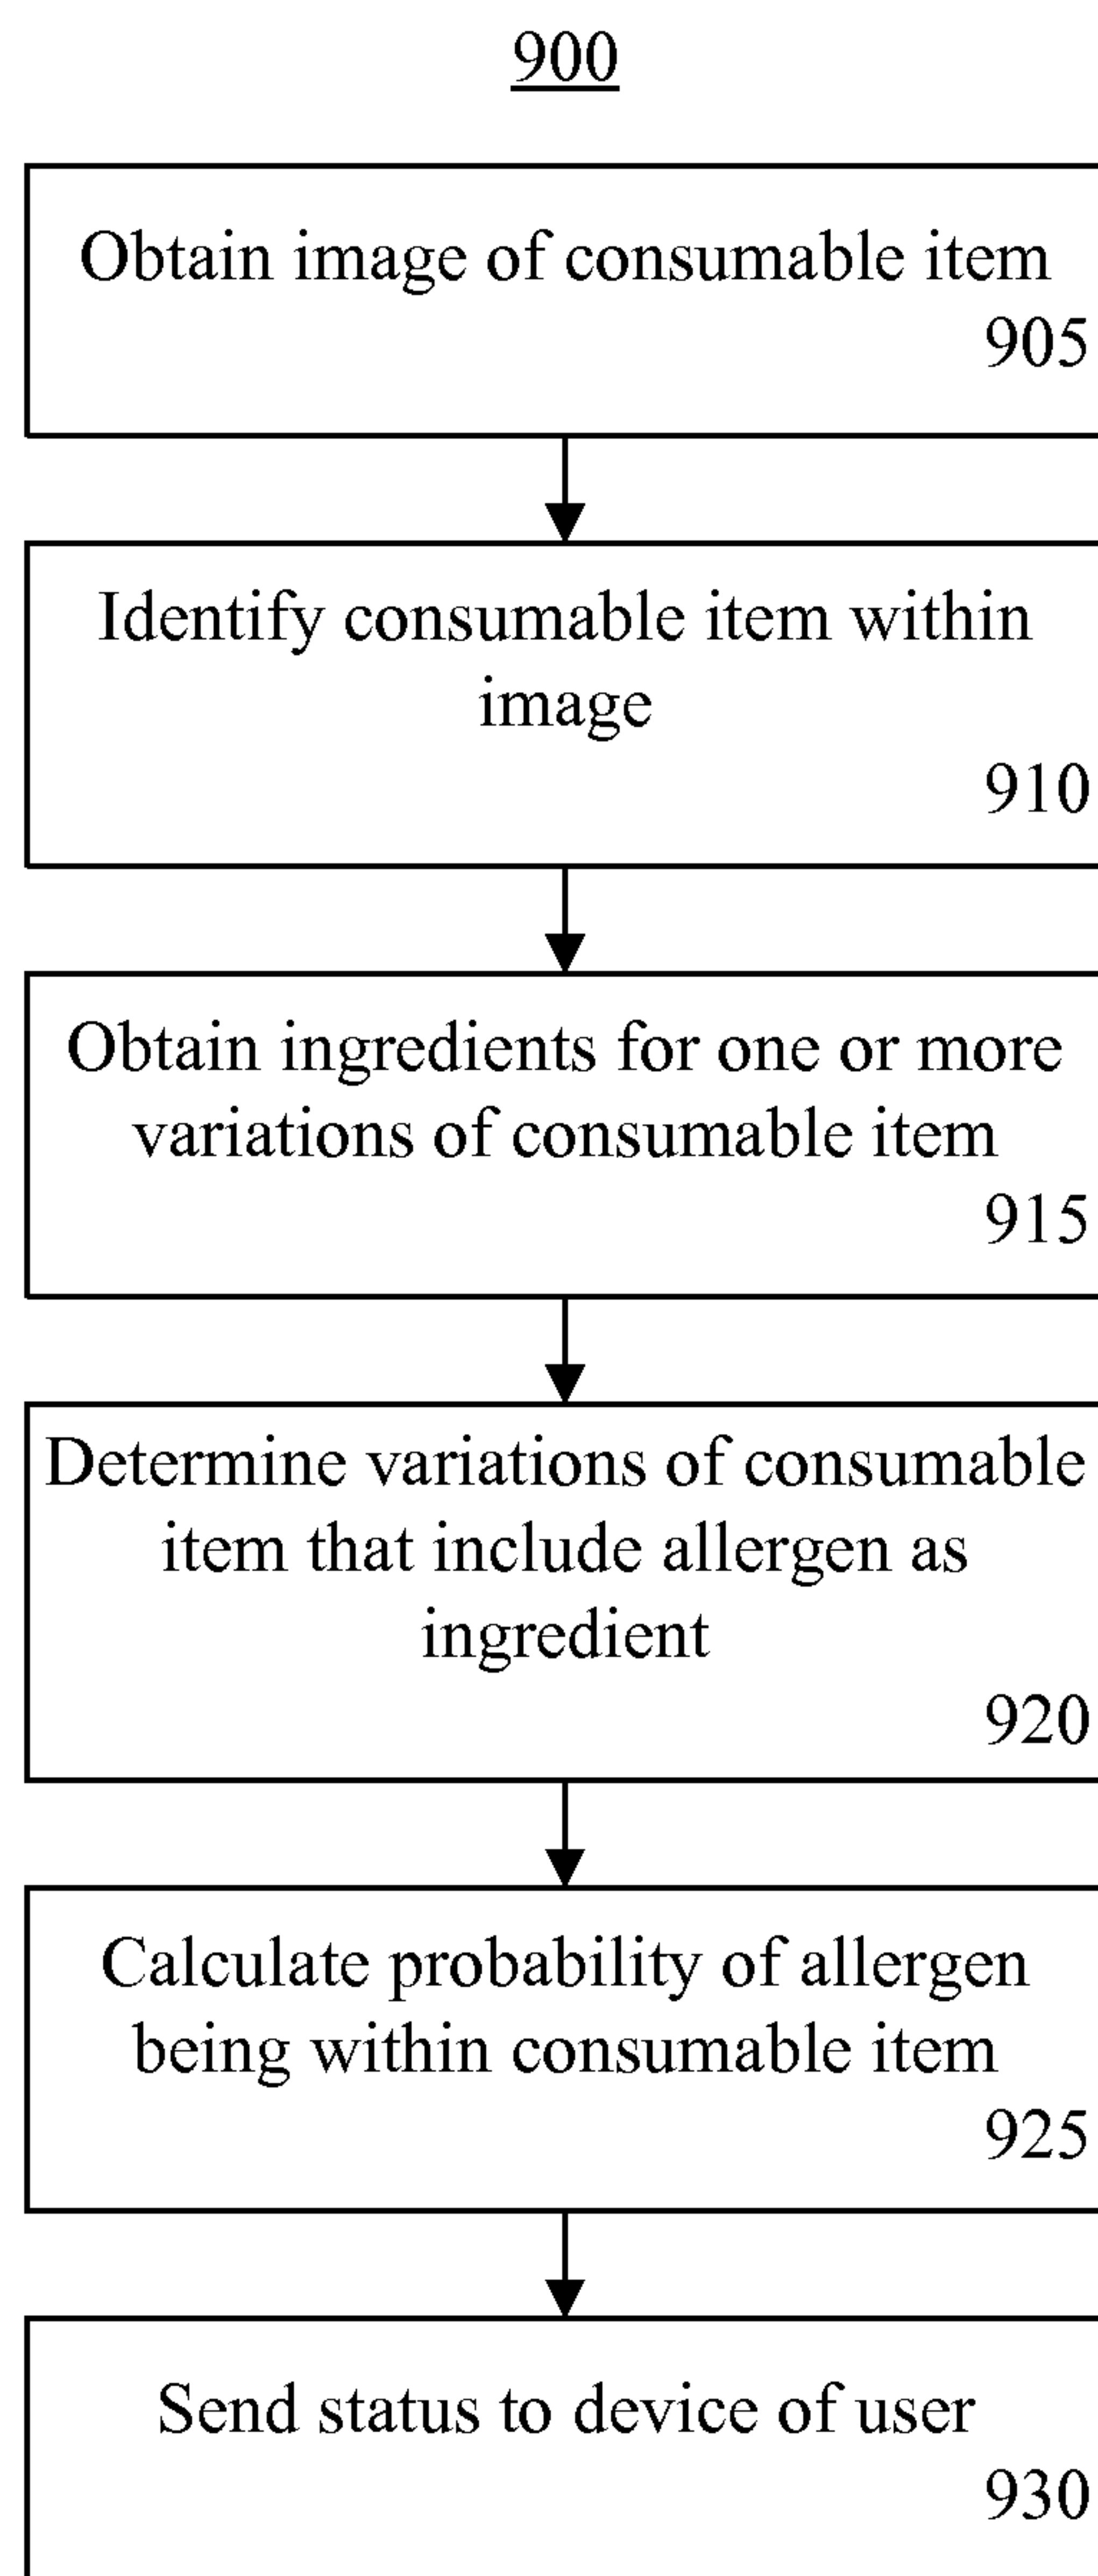 900
Obtain image of consumable item
905
Identify consumable item within
image
910
Obtain ingredients for one or more
variations of consumable item
915
Determine variations of consumable
item that include allergen as
ingredient
920
Calculate probability of allergen
being within consumable item
925
Send status to device of user
930